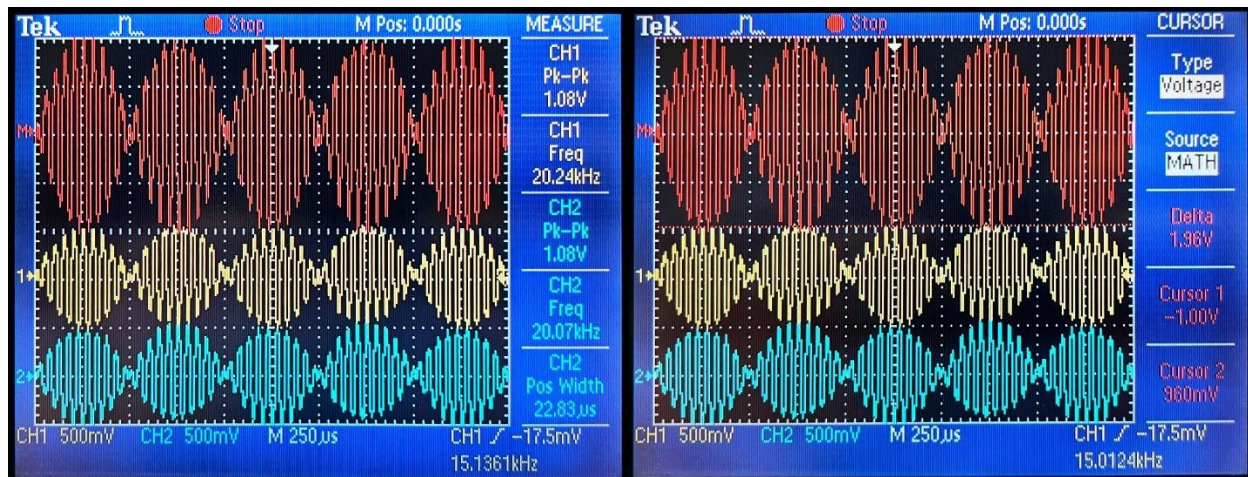 Tek Stop M Pos: 0.000s MEASURE
CH1
Pk-Pk
1.08V
CH1
Freq
20.24kHz
CH2
Pk-Pk
1.08V
CH2
Freq
20.07kHz
CH2
Pos Width
22.83µs
M
1
2
CH1 500mV CH2 500mV M 250µs CH1 -17.5mV
15.1361kHz
Tek Stop M Pos: 0.000s CURSOR
Type
Voltage
Source
MATH
Delta
1.96V
Cursor 1
-1.00V
Cursor 2
960mV
M
1
2
CH1 500mV CH2 500mV M 250µs CH1 -17.5mV
15.0124kHz